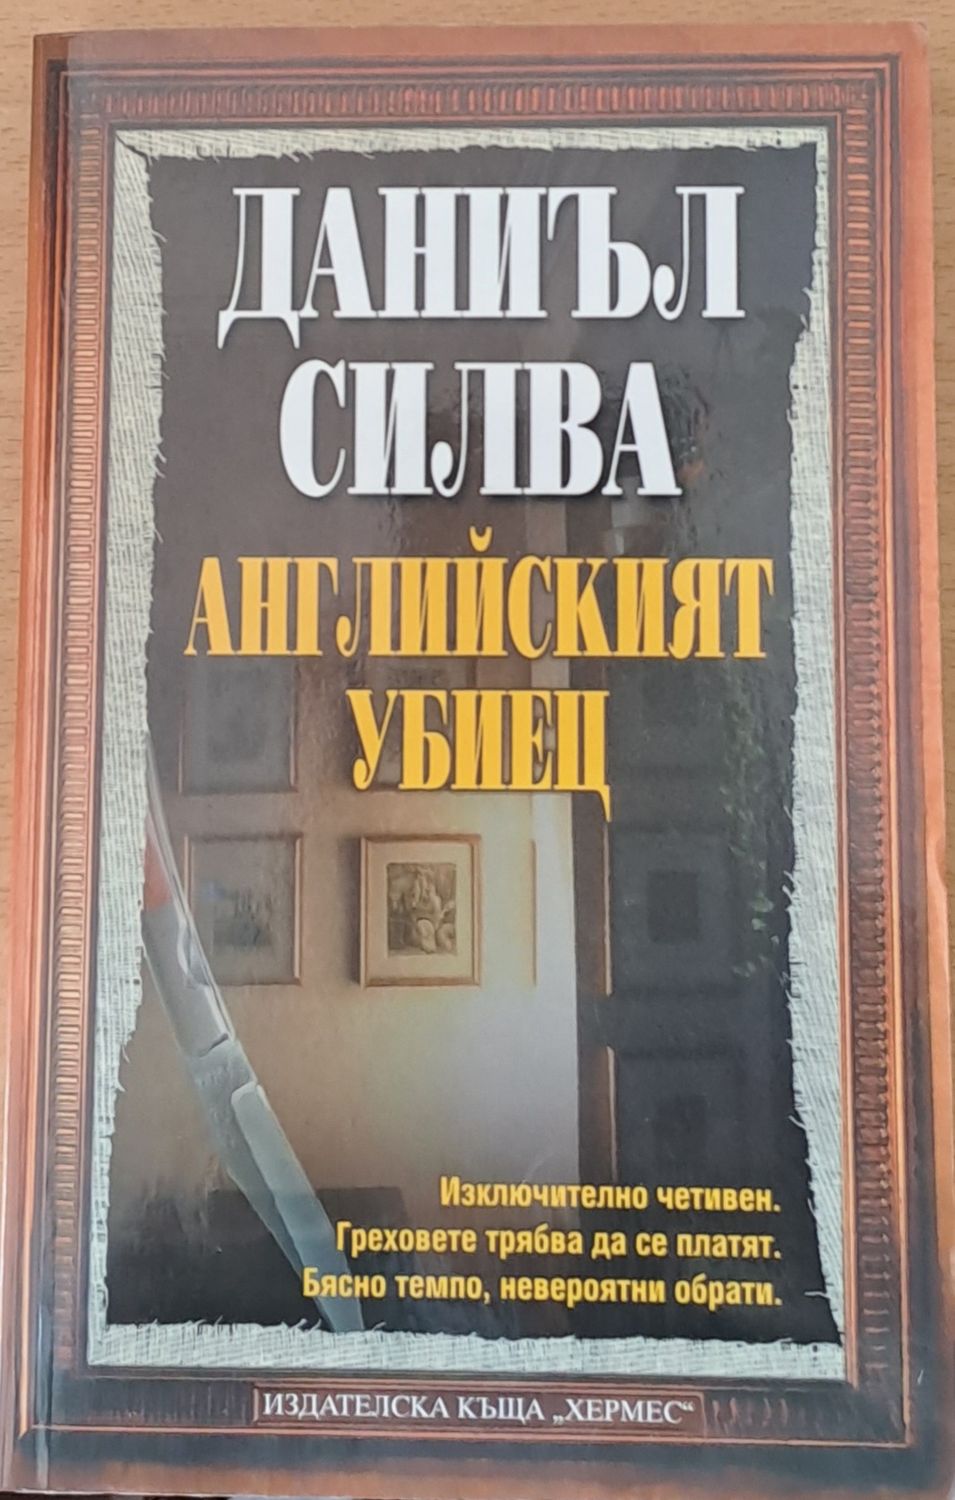 ДАНИЪЛ
СИЛВА
АНГЛИЙСКИЯТ
УБИЕЦ
Изключително четивен.
Греховете трябва да се платят.
Бясно темпо, невероятни обрати.
ИЗДАТЕЛСКА КЪЩА „ХЕРМЕС“